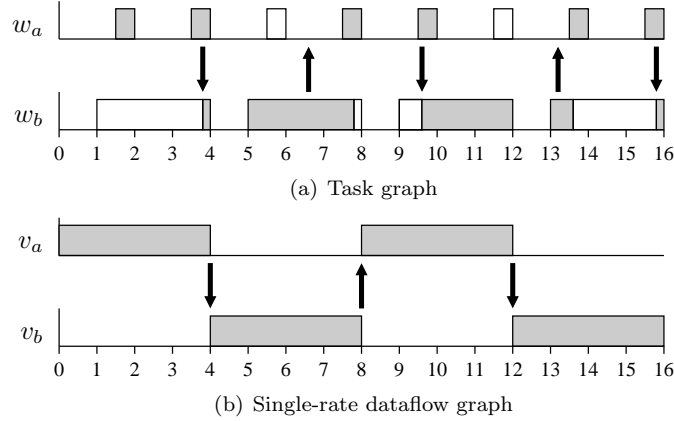 w_a
w_b
0 1 2 3 4 5 6 7 8 9 10 11 12 13 14 15 16
(a) Task graph
v_a
v_b
0 1 2 3 4 5 6 7 8 9 10 11 12 13 14 15 16
(b) Single-rate dataflow graph